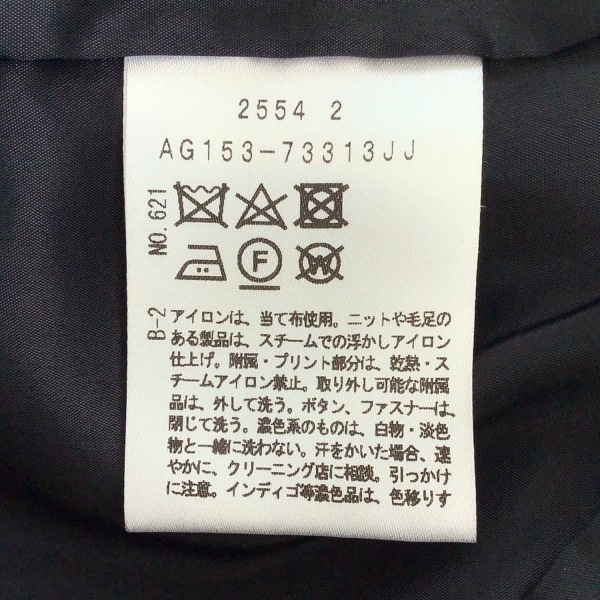 2554 2
AG153-73313JJ
NO.621
F
W
B-2
アイロンは、当て布使用。ニットや毛足の
ある製品は、スチームでの浮かしアイロン
仕上げ。附属・プリント部分は、乾熱・ス
チームアイロン禁止。取り外し可能な附属
品は、外して洗う。ボタン、ファスナーは、
閉じて洗う。濃色系のものは、白物・淡色
物と一緒に洗わない。汗をかいた場合、速
やかに、クリーニング店に相談。引っかけ
に注意。インディゴ等濃色品は、色移りす